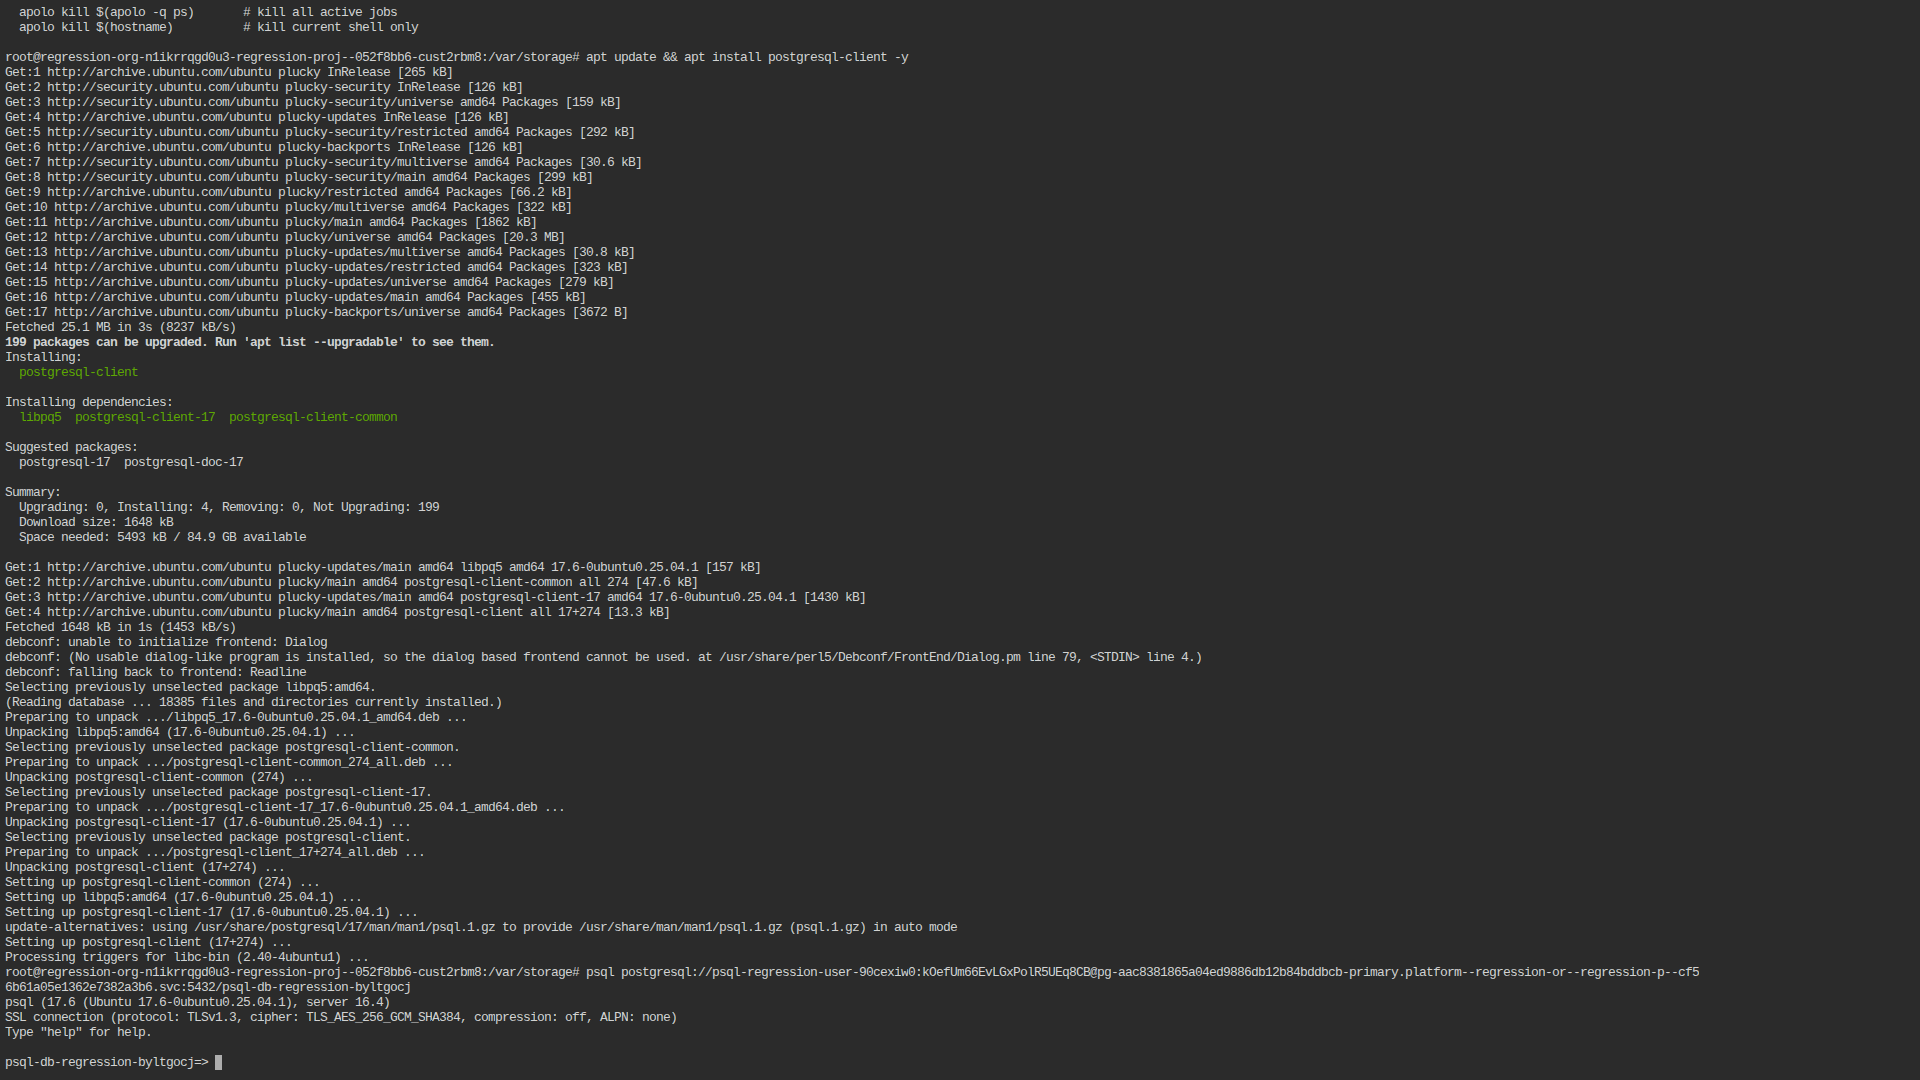 apolo kill $(apolo -q ps)       # kill all active jobs
  apolo kill $(hostname)          # kill current shell only

root@regression-org-n1ikrrqgd0u3-regression-proj--052f8bb6-cust2rbm8:/var/storage# apt update && apt install postgresql-client -y
Get:1 http://archive.ubuntu.com/ubuntu plucky InRelease [265 kB]
Get:2 http://security.ubuntu.com/ubuntu plucky-security InRelease [126 kB]
Get:3 http://security.ubuntu.com/ubuntu plucky-security/universe amd64 Packages [159 kB]
Get:4 http://archive.ubuntu.com/ubuntu plucky-updates InRelease [126 kB]
Get:5 http://security.ubuntu.com/ubuntu plucky-security/restricted amd64 Packages [292 kB]
Get:6 http://archive.ubuntu.com/ubuntu plucky-backports InRelease [126 kB]
Get:7 http://security.ubuntu.com/ubuntu plucky-security/multiverse amd64 Packages [30.6 kB]
Get:8 http://security.ubuntu.com/ubuntu plucky-security/main amd64 Packages [299 kB]
Get:9 http://archive.ubuntu.com/ubuntu plucky/restricted amd64 Packages [66.2 kB]
Get:10 http://archive.ubuntu.com/ubuntu plucky/multiverse amd64 Packages [322 kB]
Get:11 http://archive.ubuntu.com/ubuntu plucky/main amd64 Packages [1862 kB]
Get:12 http://archive.ubuntu.com/ubuntu plucky/universe amd64 Packages [20.3 MB]
Get:13 http://archive.ubuntu.com/ubuntu plucky-updates/multiverse amd64 Packages [30.8 kB]
Get:14 http://archive.ubuntu.com/ubuntu plucky-updates/restricted amd64 Packages [323 kB]
Get:15 http://archive.ubuntu.com/ubuntu plucky-updates/universe amd64 Packages [279 kB]
Get:16 http://archive.ubuntu.com/ubuntu plucky-updates/main amd64 Packages [455 kB]
Get:17 http://archive.ubuntu.com/ubuntu plucky-backports/universe amd64 Packages [3672 B]
Fetched 25.1 MB in 3s (8237 kB/s)
199 packages can be upgraded. Run 'apt list --upgradable' to see them.
Installing:
  postgresql-client

Installing dependencies:
  libpq5  postgresql-client-17  postgresql-client-common

Suggested packages:
  postgresql-17  postgresql-doc-17

Summary:
  Upgrading: 0, Installing: 4, Removing: 0, Not Upgrading: 199
  Download size: 1648 kB
  Space needed: 5493 kB / 84.9 GB available

Get:1 http://archive.ubuntu.com/ubuntu plucky-updates/main amd64 libpq5 amd64 17.6-0ubuntu0.25.04.1 [157 kB]
Get:2 http://archive.ubuntu.com/ubuntu plucky/main amd64 postgresql-client-common all 274 [47.6 kB]
Get:3 http://archive.ubuntu.com/ubuntu plucky-updates/main amd64 postgresql-client-17 amd64 17.6-0ubuntu0.25.04.1 [1430 kB]
Get:4 http://archive.ubuntu.com/ubuntu plucky/main amd64 postgresql-client all 17+274 [13.3 kB]
Fetched 1648 kB in 1s (1453 kB/s)
debconf: unable to initialize frontend: Dialog
debconf: (No usable dialog-like program is installed, so the dialog based frontend cannot be used. at /usr/share/perl5/Debconf/FrontEnd/Dialog.pm line 79, <STDIN> line 4.)
debconf: falling back to frontend: Readline
Selecting previously unselected package libpq5:amd64.
(Reading database ... 18385 files and directories currently installed.)
Preparing to unpack .../libpq5_17.6-0ubuntu0.25.04.1_amd64.deb ...
Unpacking libpq5:amd64 (17.6-0ubuntu0.25.04.1) ...
Selecting previously unselected package postgresql-client-common.
Preparing to unpack .../postgresql-client-common_274_all.deb ...
Unpacking postgresql-client-common (274) ...
Selecting previously unselected package postgresql-client-17.
Preparing to unpack .../postgresql-client-17_17.6-0ubuntu0.25.04.1_amd64.deb ...
Unpacking postgresql-client-17 (17.6-0ubuntu0.25.04.1) ...
Selecting previously unselected package postgresql-client.
Preparing to unpack .../postgresql-client_17+274_all.deb ...
Unpacking postgresql-client (17+274) ...
Setting up postgresql-client-common (274) ...
Setting up libpq5:amd64 (17.6-0ubuntu0.25.04.1) ...
Setting up postgresql-client-17 (17.6-0ubuntu0.25.04.1) ...
update-alternatives: using /usr/share/postgresql/17/man/man1/psql.1.gz to provide /usr/share/man/man1/psql.1.gz (psql.1.gz) in auto mode
Setting up postgresql-client (17+274) ...
Processing triggers for libc-bin (2.40-4ubuntu1) ...
root@regression-org-n1ikrrqgd0u3-regression-proj--052f8bb6-cust2rbm8:/var/storage# psql postgresql://psql-regression-user-90cexiw0:kOefUm66EvLGxPolR5UEq8CB@pg-aac8381865a04ed9886db12b84bddbcb-primary.platform--regression-or--regression-p--cf5
6b61a05e1362e7382a3b6.svc:5432/psql-db-regression-byltgocj
psql (17.6 (Ubuntu 17.6-0ubuntu0.25.04.1), server 16.4)
SSL connection (protocol: TLSv1.3, cipher: TLS_AES_256_GCM_SHA384, compression: off, ALPN: none)
Type "help" for help.

psql-db-regression-byltgocj=>